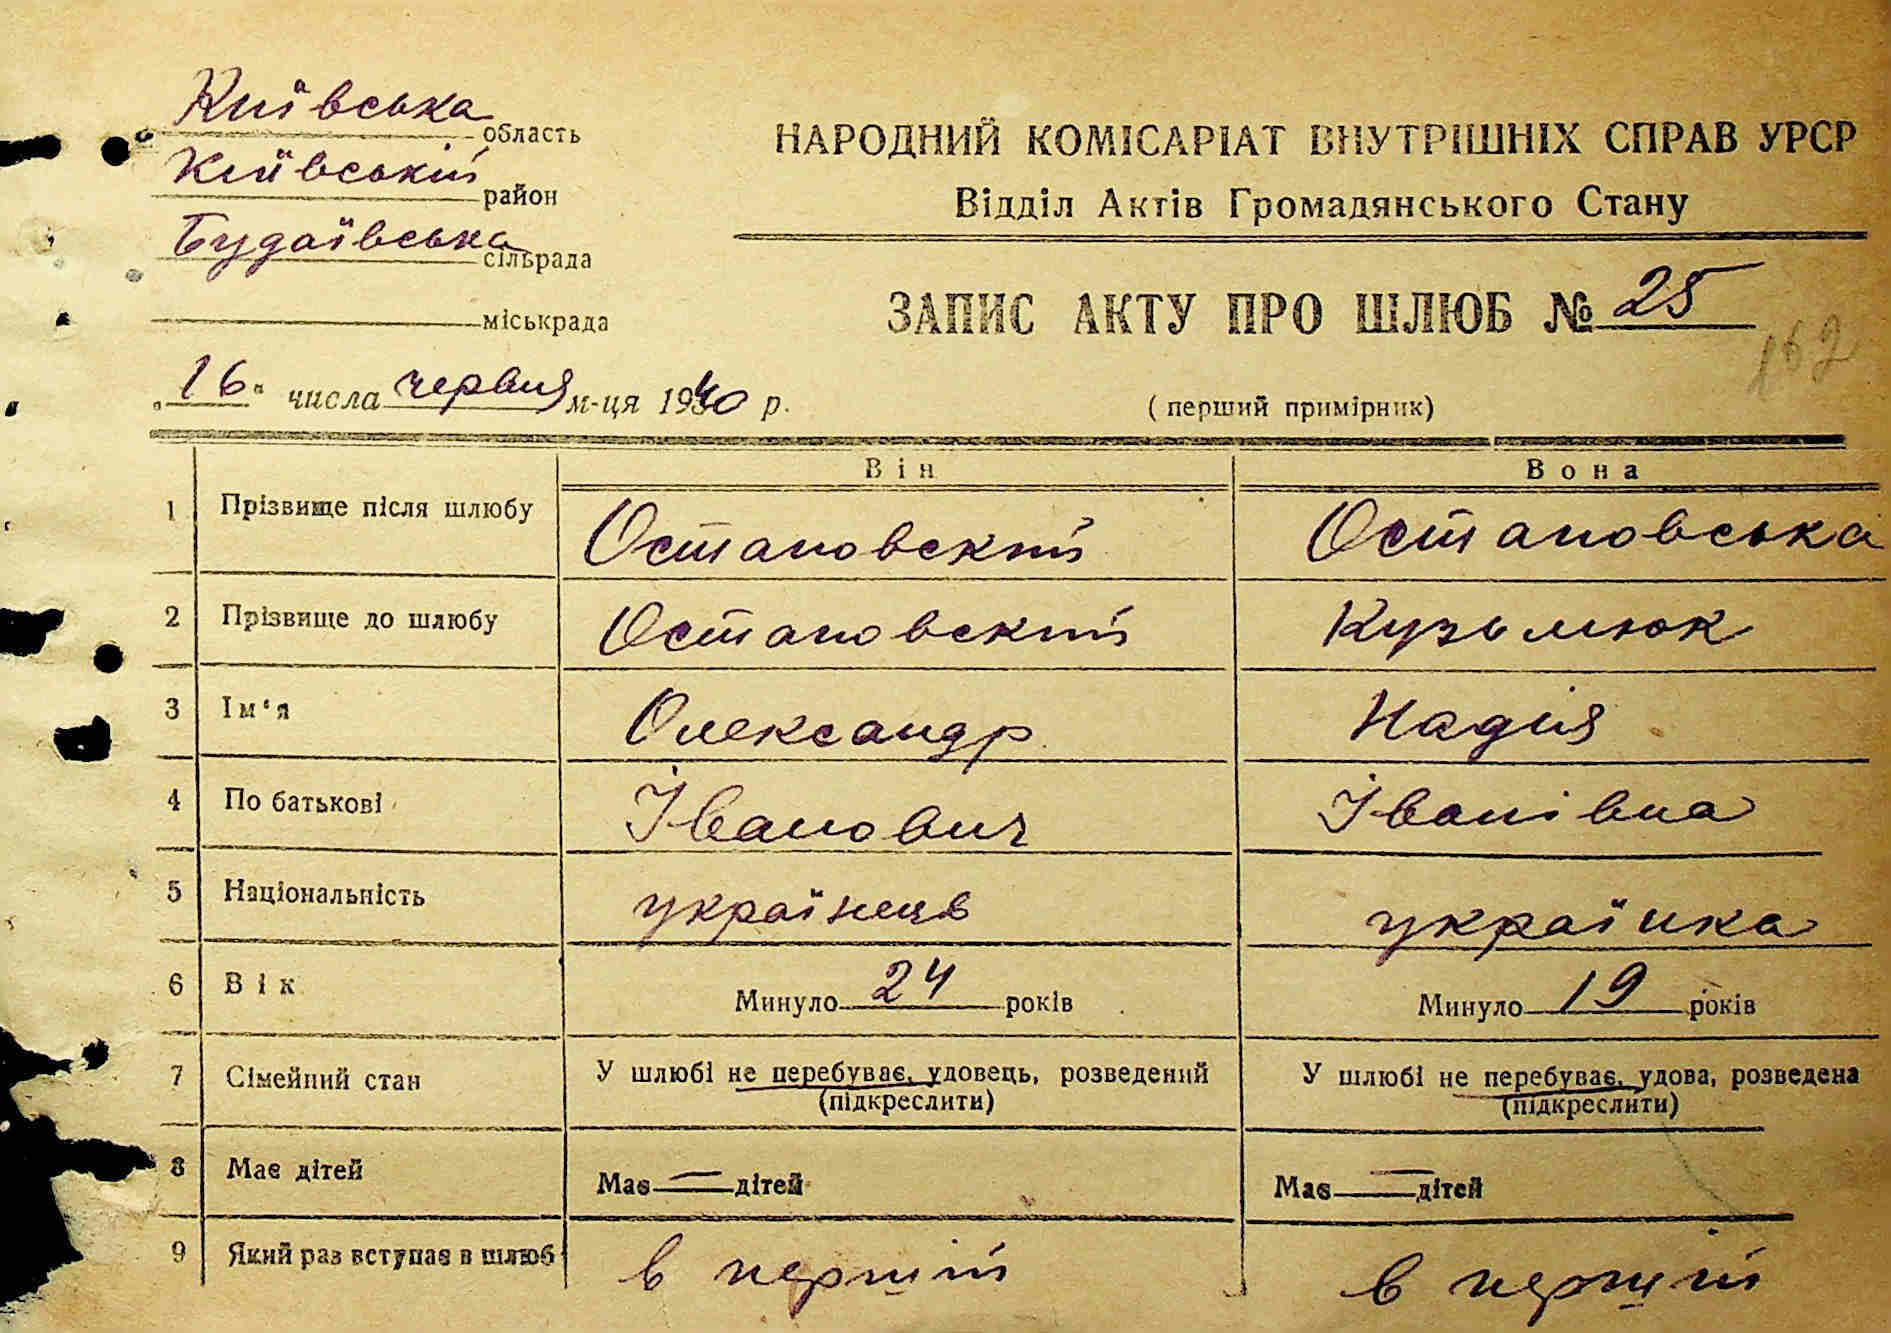 Київська область
Київський район
Будаївська сільрада
міськрада
„16“ числа червня м-ця 1940 р.
НАРОДНИЙ КОМІСАРІАТ ВНУТРІШНІХ СПРАВ УРСР
Відділ Актів Громадянського Стану
ЗАПИС АКТУ ПРО ШЛЮБ № 25
162
(перший примірник)
Він Вона
1 Прізвище після шлюбу Остановский Остановська
2 Прізвище до шлюбу Остановский Кузьмюк
3 Ім'я Олександр Надія
4 По батькові Іванович Іванівна
5 Національність українець українка
6 Вік Минуло 24 років Минуло 19 років
7 Сімейний стан У шлюбі не перебуває, удовець, розведений У шлюбі не перебуває, удова, розведена
(підкреслити) (підкреслити)
8 Має дітей Має — дітей Має — дітей
9 Який раз вступає в шлюб в перший в перший